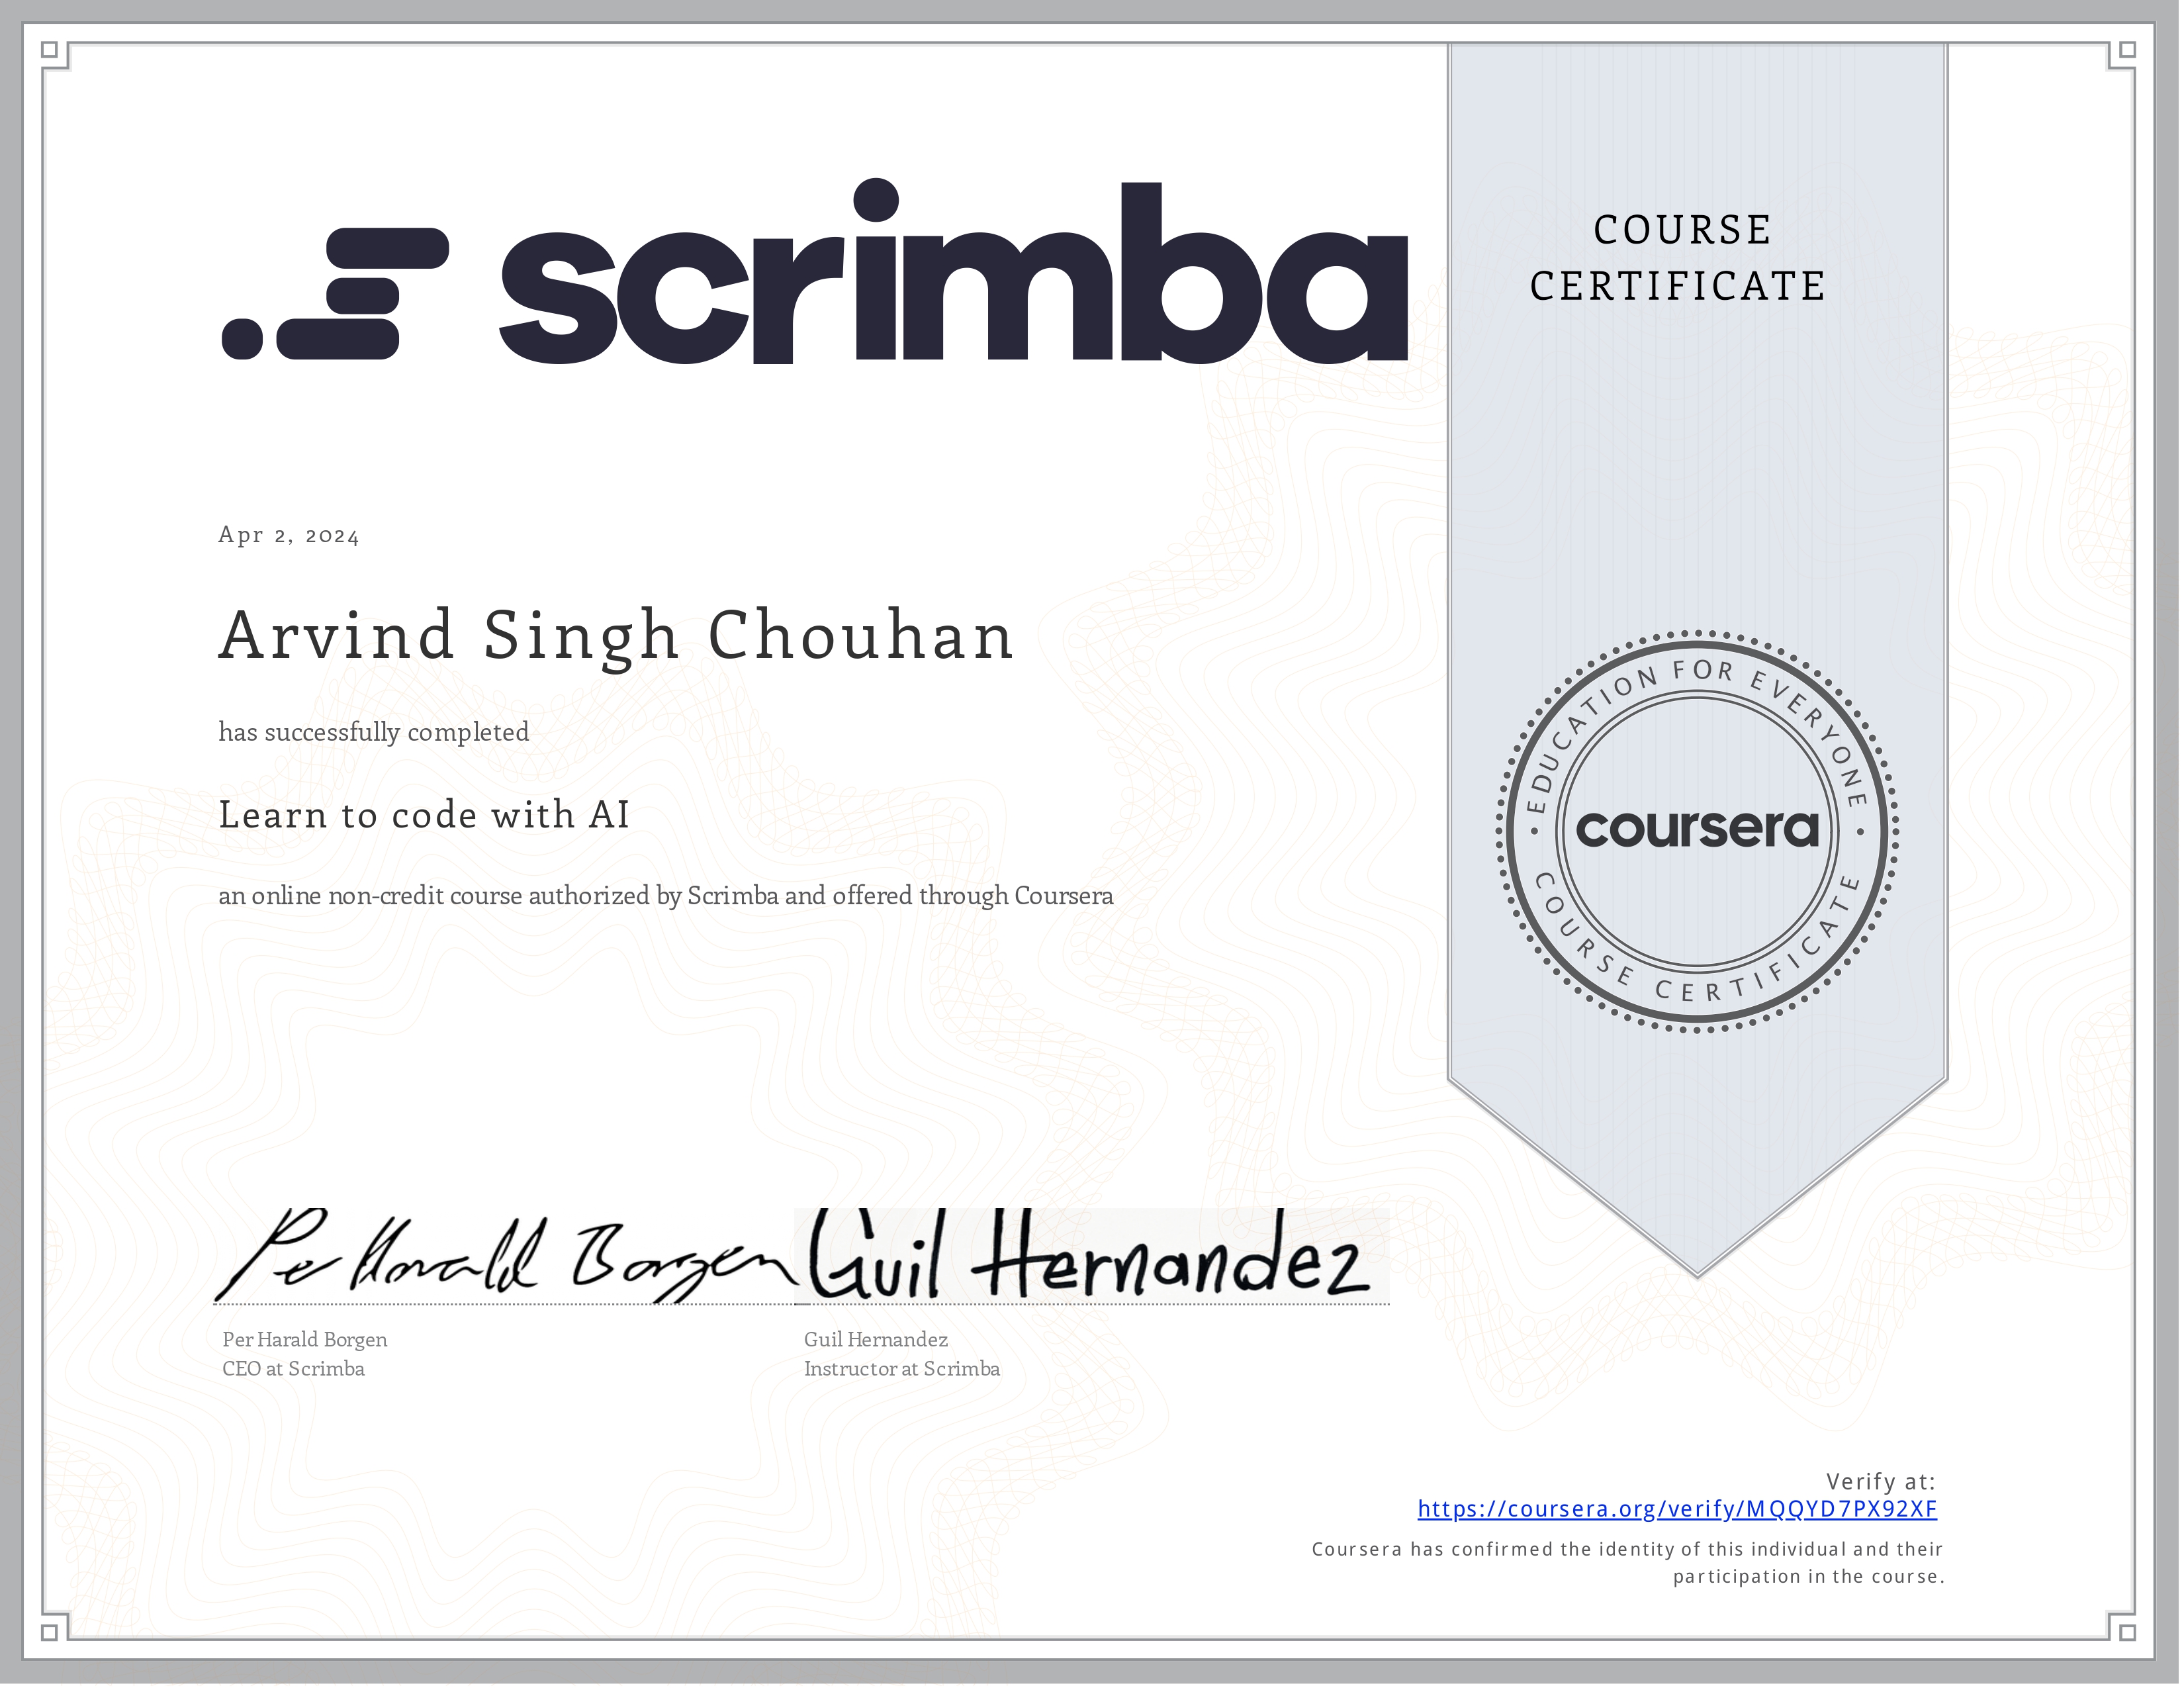 scrimba
COURSE
CERTIFICATE
Apr 2, 2024
Arvind Singh Chouhan
has successfully completed
Learn to code with AI
an online non-credit course authorized by Scrimba and offered through Coursera
EDUCATION FOR EVERYONE
coursera
COURSE CERTIFICATE
Per Harald Borgen Guil Hernandez
Per Harald Borgen
CEO at Scrimba
Guil Hernandez
Instructor at Scrimba
Verify at:
https://coursera.org/verify/MQQYD7PX92XF
Coursera has confirmed the identity of this individual and their
participation in the course.